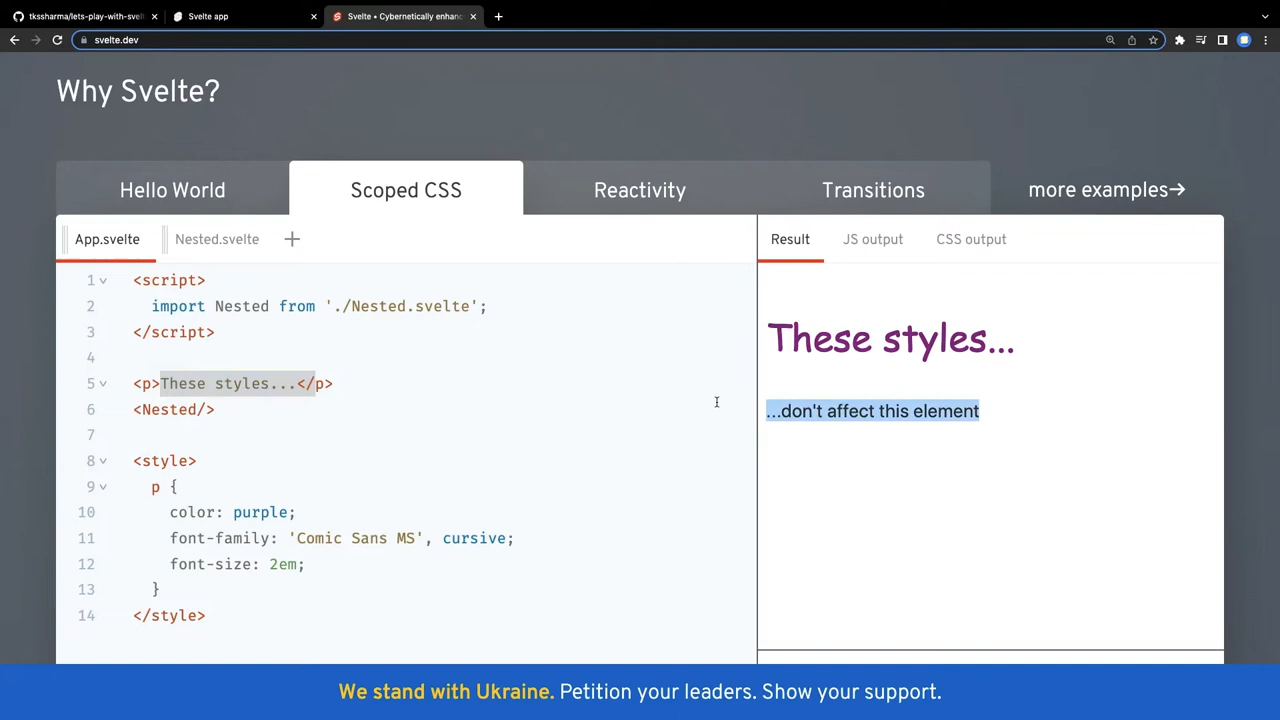 tkssharma/lets-play-with-svelt
Svelte app
Svelte • Cybernetically enhanc
svelte.dev
Why Svelte?
Hello World
Scoped CSS
Reactivity
Transitions
more examples→
App.svelte
Nested.svelte
Result
JS output
CSS output
1 <script>
2 import Nested from './Nested.svelte';
3 </script>
4
5 <p>These styles...</p>
6 <Nested/>
7
8 <style>
9 p {
10 color: purple;
11 font-family: 'Comic Sans MS', cursive;
12 font-size: 2em;
13 }
14 </style>
These styles...
...don't affect this element
We stand with Ukraine. Petition your leaders. Show your support.